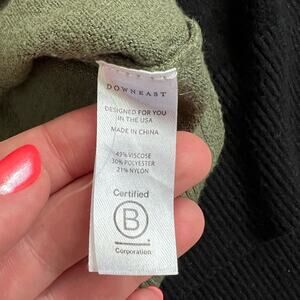 DOWNEAST
DESIGNED FOR YOU
IN THE USA
MADE IN CHINA
49% VISCOSE
30% POLYESTER
21% NYLON
Certified
B
Corporation